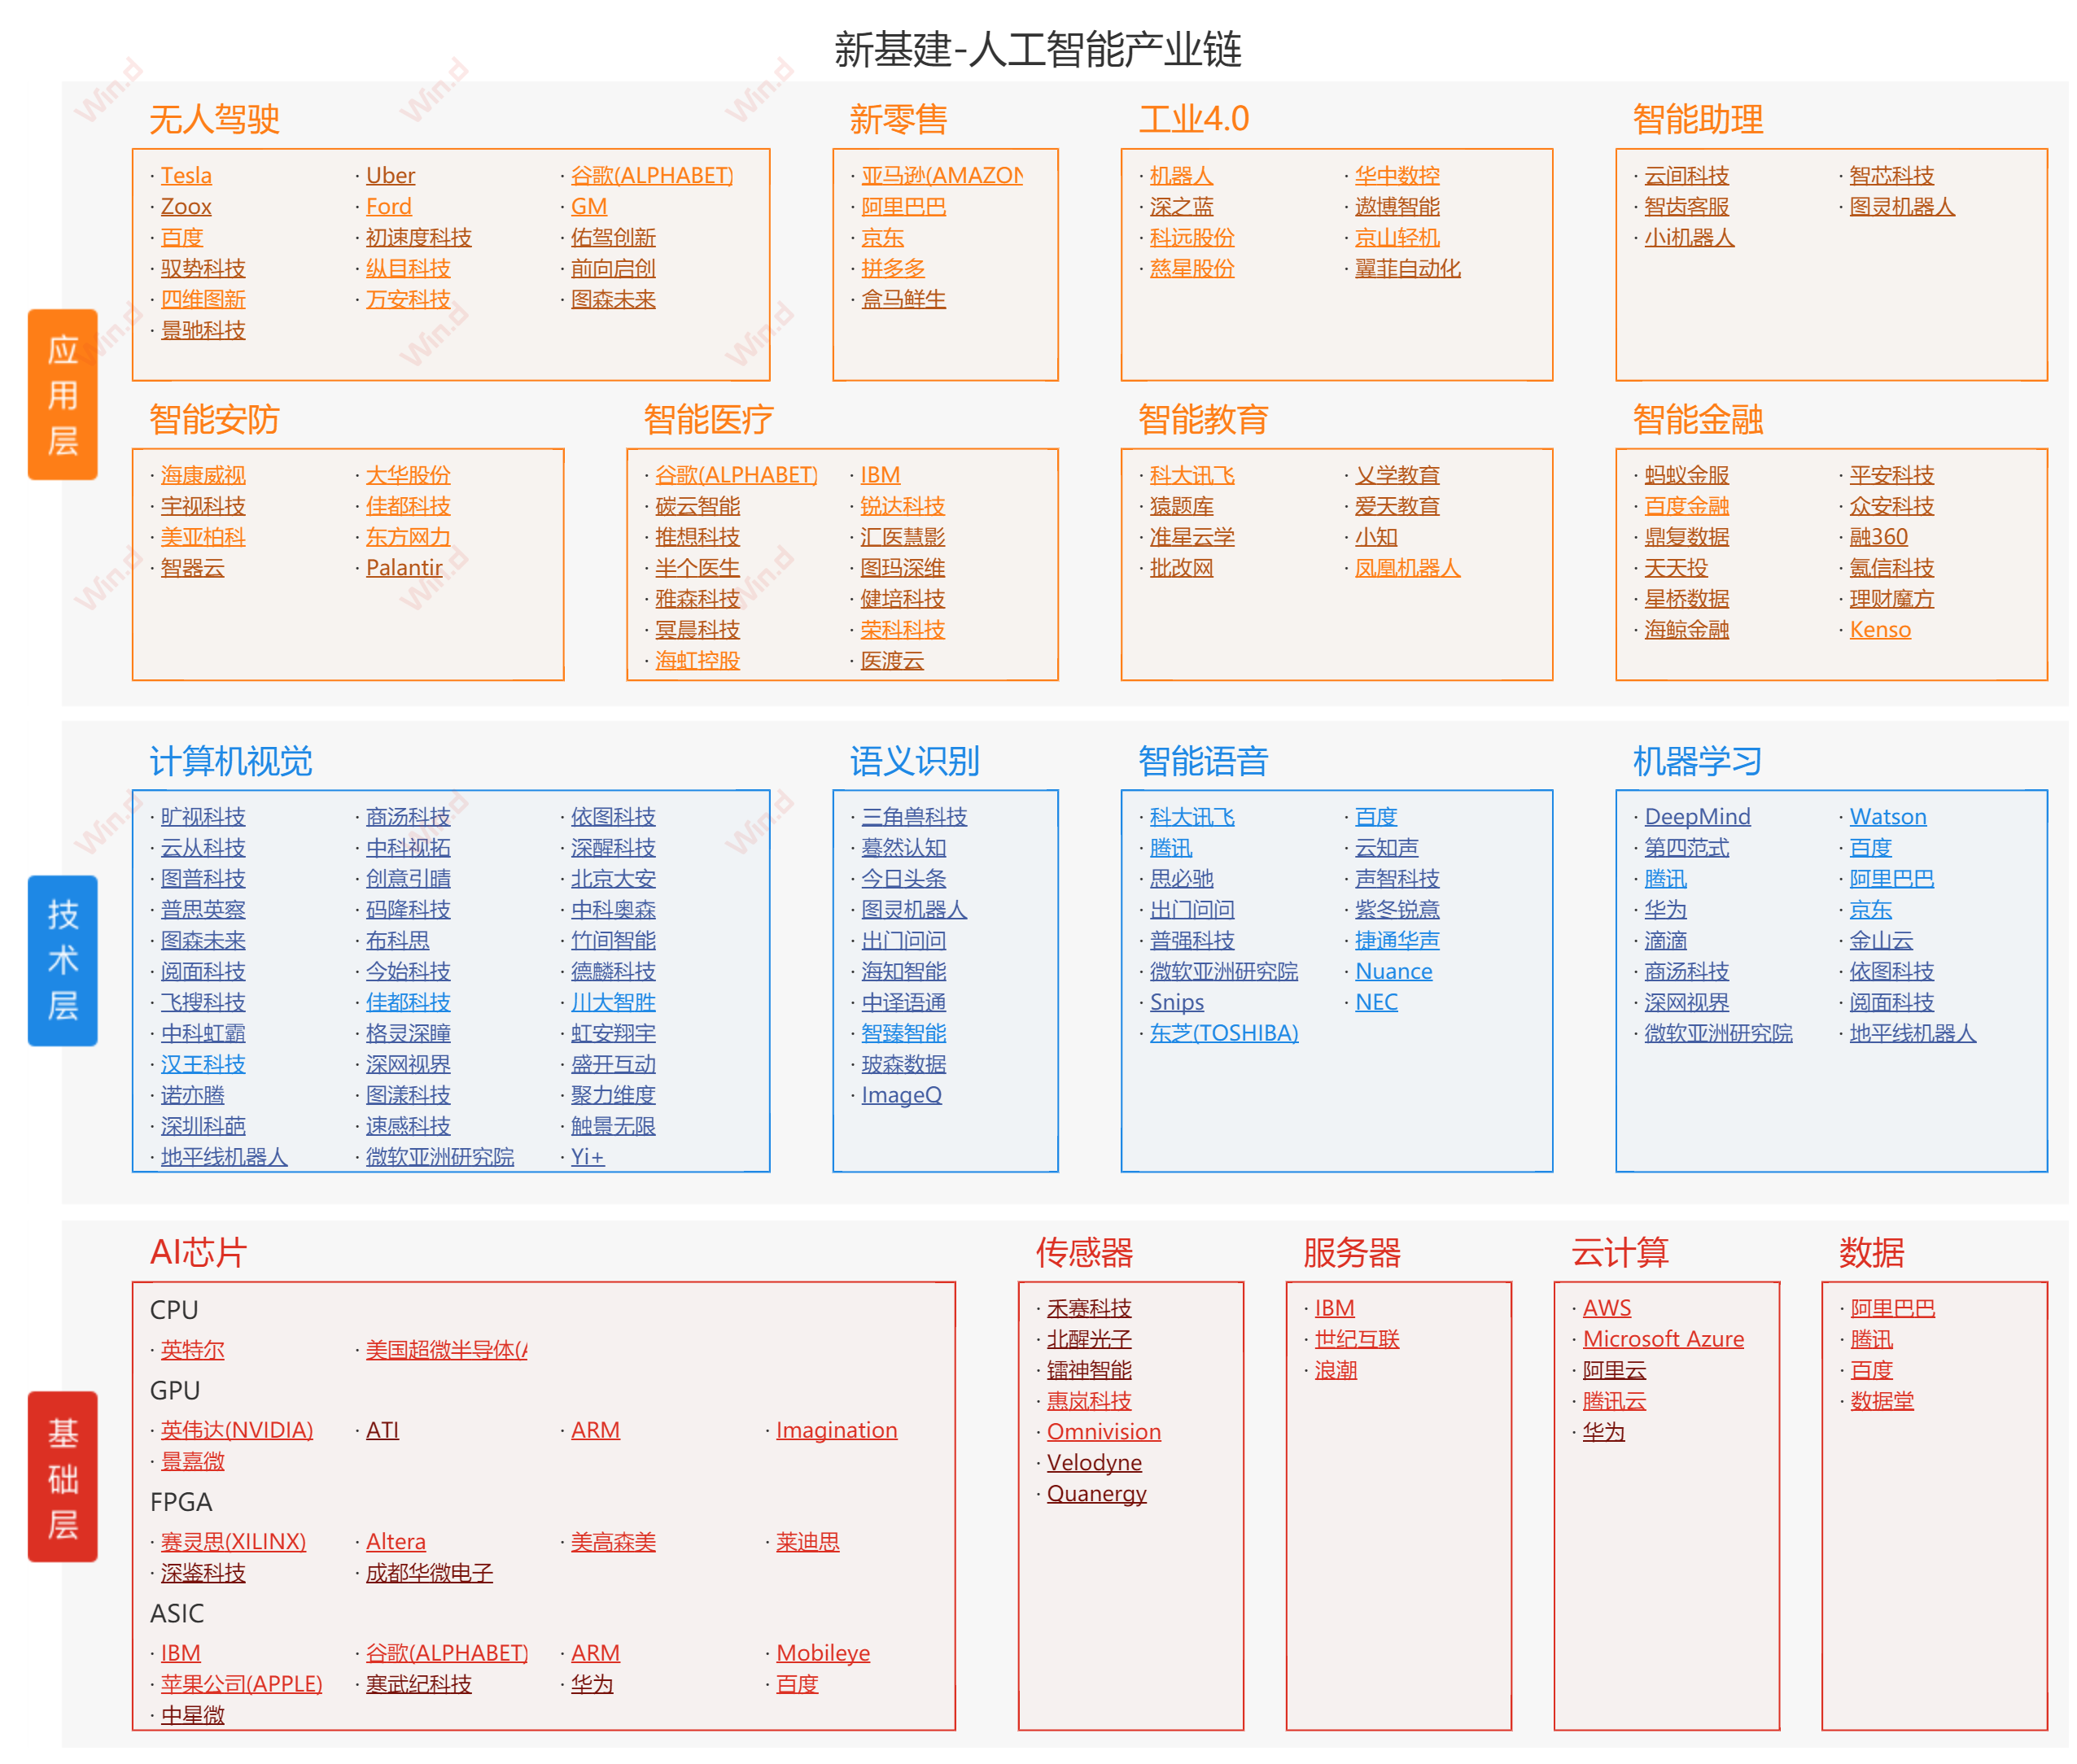 新基建-人工智能产业链
应用层
无人驾驶
· Tesla · Uber · 谷歌(ALPHABET)
· Zoox · Ford · GM
· 百度 · 初速度科技 · 佑驾创新
· 驭势科技 · 纵目科技 · 前向启创
· 四维图新 · 万安科技 · 图森未来
· 景驰科技
新零售
· 亚马逊(AMAZON
· 阿里巴巴
· 京东
· 拼多多
· 盒马鲜生
工业4.0
· 机器人 · 华中数控
· 深之蓝 · 遨博智能
· 科远股份 · 京山轻机
· 慈星股份 · 翼菲自动化
智能助理
· 云间科技 · 智芯科技
· 智齿客服 · 图灵机器人
· 小i机器人
智能安防
· 海康威视 · 大华股份
· 宇视科技 · 佳都科技
· 美亚柏科 · 东方网力
· 智器云 · Palantir
智能医疗
· 谷歌(ALPHABET) · IBM
· 碳云智能 · 锐达科技
· 推想科技 · 汇医慧影
· 半个医生 · 图玛深维
· 雅森科技 · 健培科技
· 冥晨科技 · 荣科科技
· 海虹控股 · 医渡云
智能教育
· 科大讯飞 · 乂学教育
· 猿题库 · 爱天教育
· 准星云学 · 小知
· 批改网 · 凤凰机器人
智能金融
· 蚂蚁金服 · 平安科技
· 百度金融 · 众安科技
· 鼎复数据 · 融360
· 天天投 · 氪信科技
· 星桥数据 · 理财魔方
· 海鲸金融 · Kenso
技术层
计算机视觉
· 旷视科技 · 商汤科技 · 依图科技
· 云从科技 · 中科视拓 · 深醒科技
· 图普科技 · 创意引晴 · 北京大安
· 普思英察 · 码隆科技 · 中科奥森
· 图森未来 · 布科思 · 竹间智能
· 阅面科技 · 今始科技 · 德麟科技
· 飞搜科技 · 佳都科技 · 川大智胜
· 中科虹霸 · 格灵深瞳 · 虹安翔宇
· 汉王科技 · 深网视界 · 盛开互动
· 诺亦腾 · 图漾科技 · 聚力维度
· 深圳科葩 · 速感科技 · 触景无限
· 地平线机器人 · 微软亚洲研究院 · Yi+
语义识别
· 三角兽科技
· 蓦然认知
· 今日头条
· 图灵机器人
· 出门问问
· 海知智能
· 中译语通
· 智臻智能
· 玻森数据
· ImageQ
智能语音
· 科大讯飞 · 百度
· 腾讯 · 云知声
· 思必驰 · 声智科技
· 出门问问 · 紫冬锐意
· 普强科技 · 捷通华声
· 微软亚洲研究院 · Nuance
· Snips · NEC
· 东芝(TOSHIBA)
机器学习
· DeepMind · Watson
· 第四范式 · 百度
· 腾讯 · 阿里巴巴
· 华为 · 京东
· 滴滴 · 金山云
· 商汤科技 · 依图科技
· 深网视界 · 阅面科技
· 微软亚洲研究院 · 地平线机器人
基础层
AI芯片
CPU
· 英特尔 · 美国超微半导体(A
GPU
· 英伟达(NVIDIA) · ATI · ARM · Imagination
· 景嘉微
FPGA
· 赛灵思(XILINX) · Altera · 美高森美 · 莱迪思
· 深鉴科技 · 成都华微电子
ASIC
· IBM · 谷歌(ALPHABET) · ARM · Mobileye
· 苹果公司(APPLE) · 寒武纪科技 · 华为 · 百度
· 中星微
传感器
· 禾赛科技
· 北醒光子
· 镭神智能
· 惠岚科技
· Omnivision
· Velodyne
· Quanergy
服务器
· IBM
· 世纪互联
· 浪潮
云计算
· AWS
· Microsoft Azure
· 阿里云
· 腾讯云
· 华为
数据
· 阿里巴巴
· 腾讯
· 百度
· 数据堂
Win.d
Win.d
Win.d
Win.d
Win.d
Win.d
Win.d
Win.d
Win.d
Win.d
Win.d
Win.d